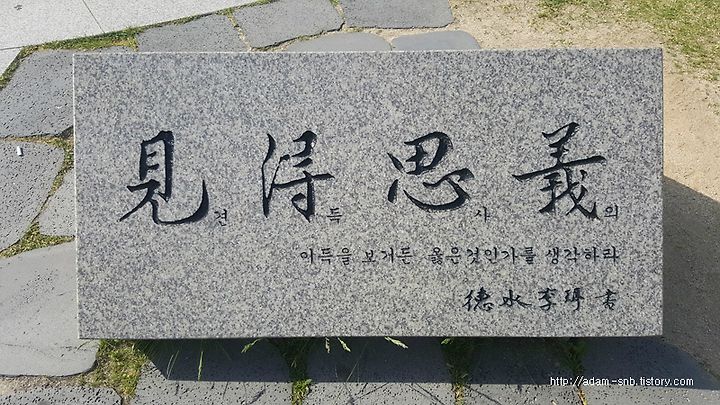 見得思義
견 득 사 의
이득을 보거든 옳은것인가를 생각하라
德水 李珥 書
http://adam-snb.tistory.com